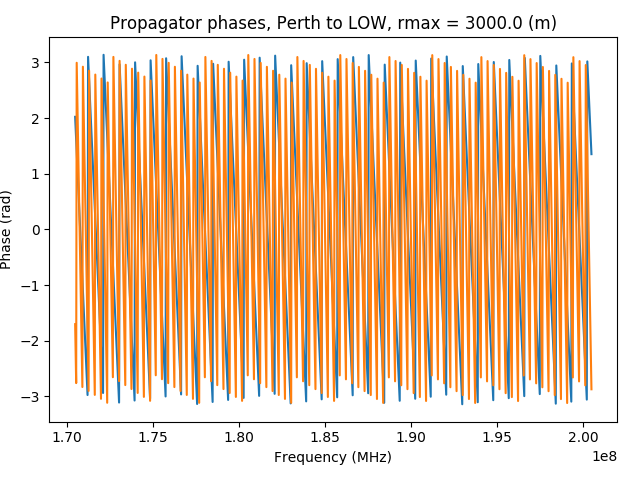 Propagator phases, Perth to LOW, rmax = 3000.0 (m)
Phase (rad)
3
2
1
0
−1
−2
−3
1.70 1.75 1.80 1.85 1.90 1.95 2.00
1e8
Frequency (MHz)